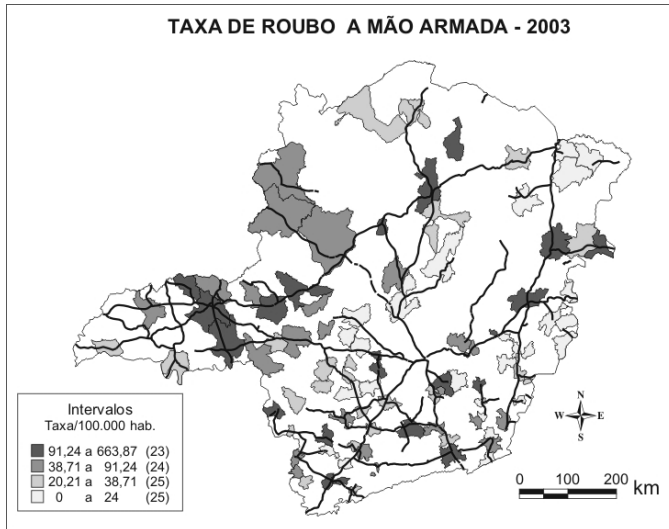 TAXA DE ROUBO A MÃO ARMADA - 2003
Intervalos
Taxa/100.000 hab.
91,24 a 663,87 (23)
38,71 a 91,24 (24)
20,21 a 38,71 (25)
0 a 24 (25)
N
W E
S
0 100 200 km